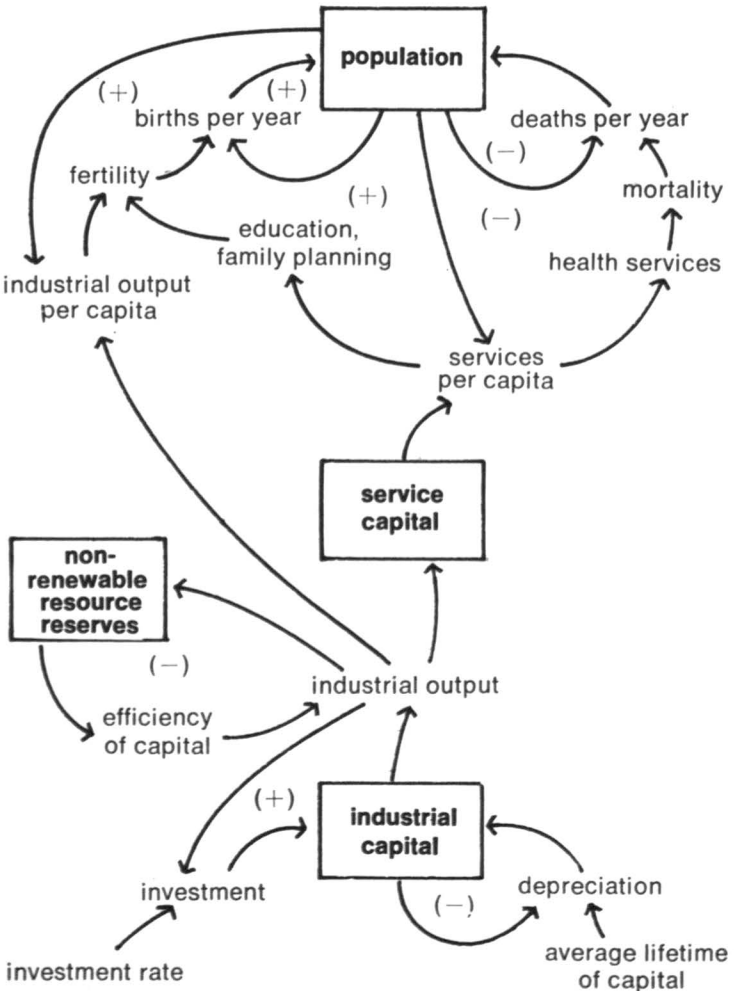 population
(+)
(+)
births per year
deaths per year
(-)
fertility
(+)
mortality
(-)
education,
family planning
health services
industrial output
per capita
services
per capita
service
capital
non-
renewable
resource
reserves
(-)
industrial output
efficiency
of capital
(+)
industrial
capital
investment
depreciation
(-)
average lifetime
of capital
investment rate